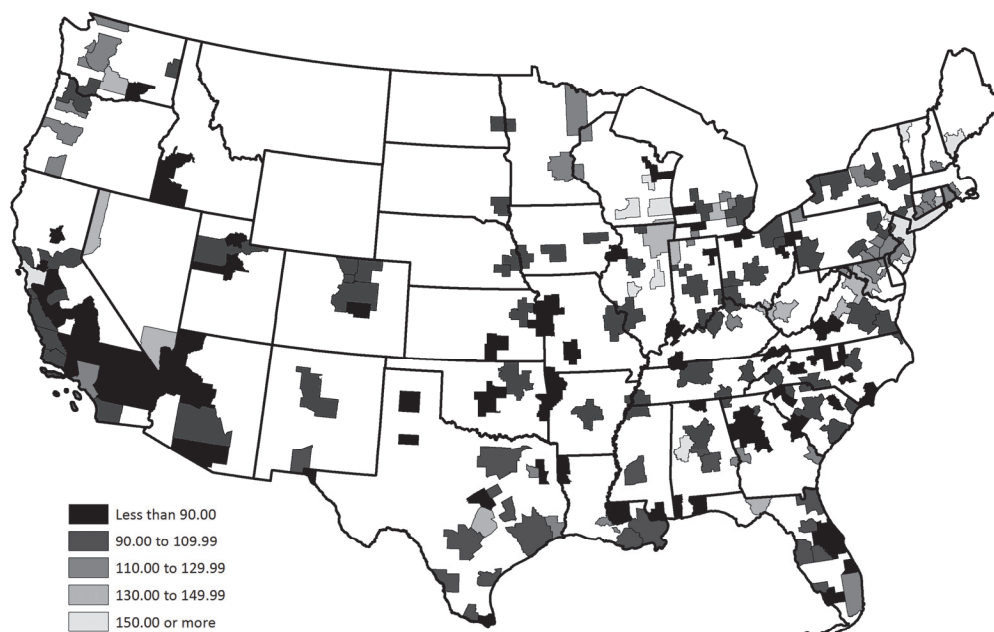 Less than 90.00
90.00 to 109.99
110.00 to 129.99
130.00 to 149.99
150.00 or more